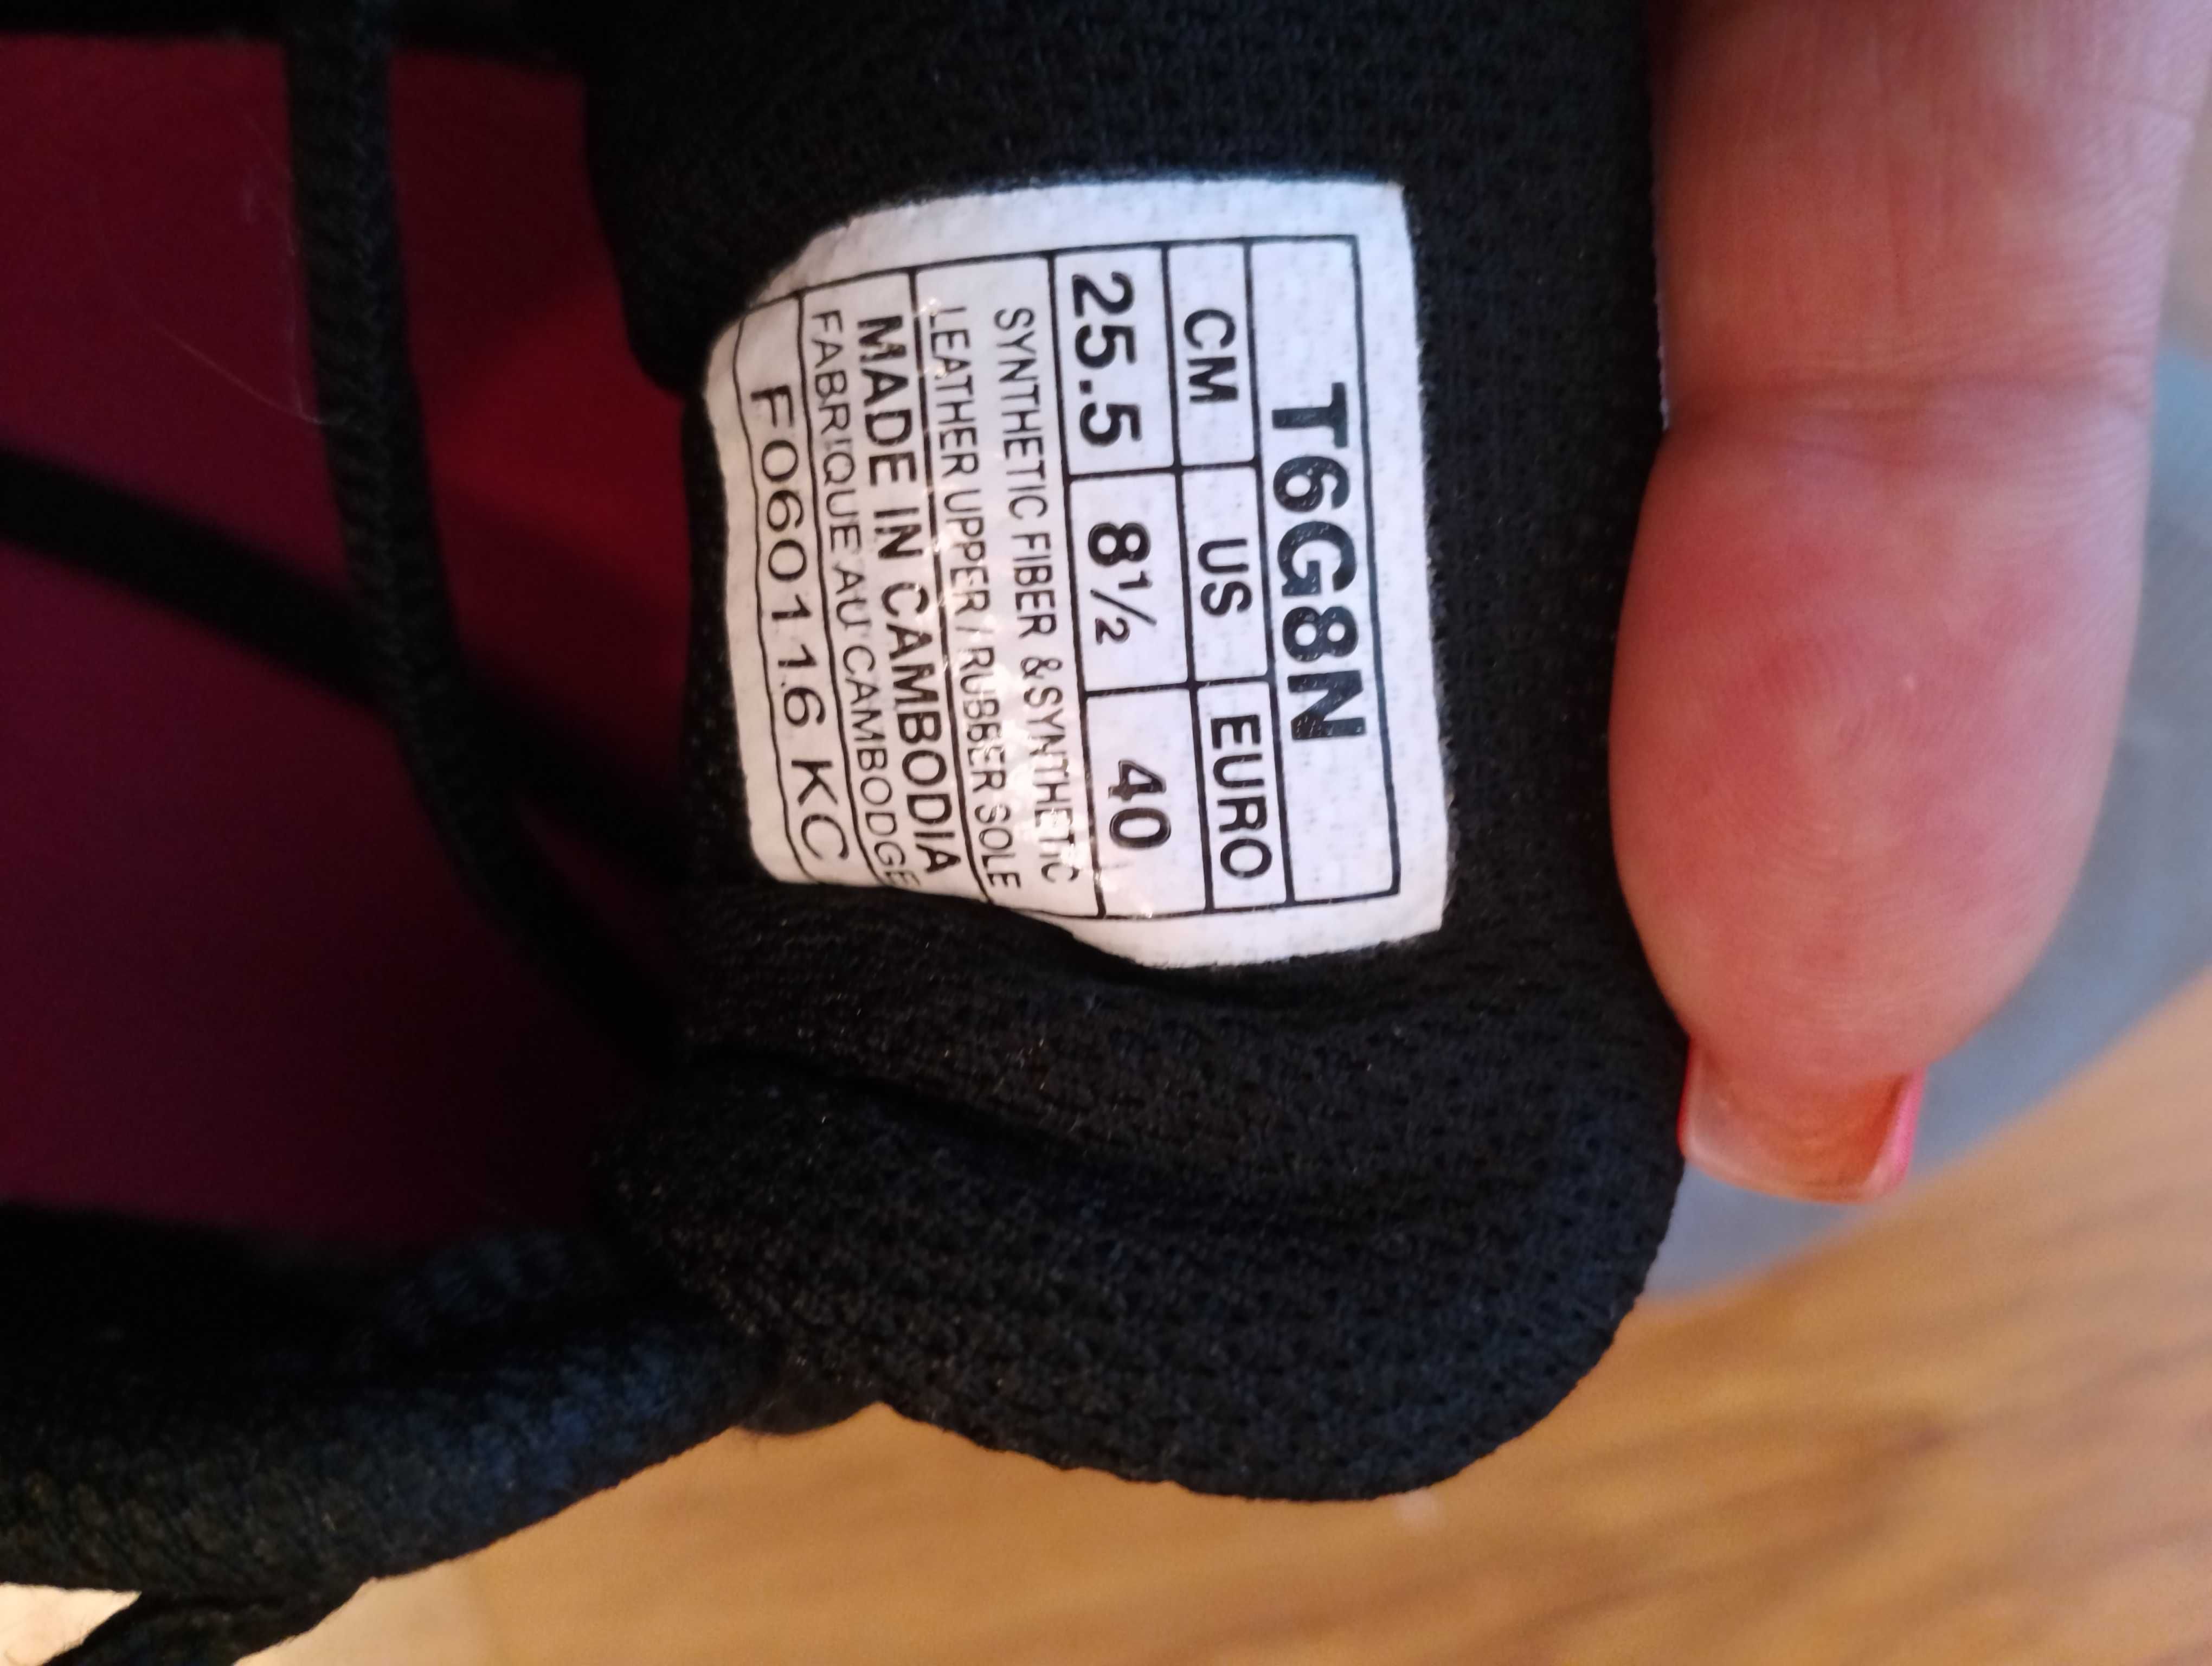 T6G8N
CM US EURO
25.5 8½ 40
SYNTHETIC FIBER & SYNTHETIC
LEATHER UPPER / RUBBER SOLE
MADE IN CAMBODIA
FABRIQUE AU CAMBODGE
F060116 KC